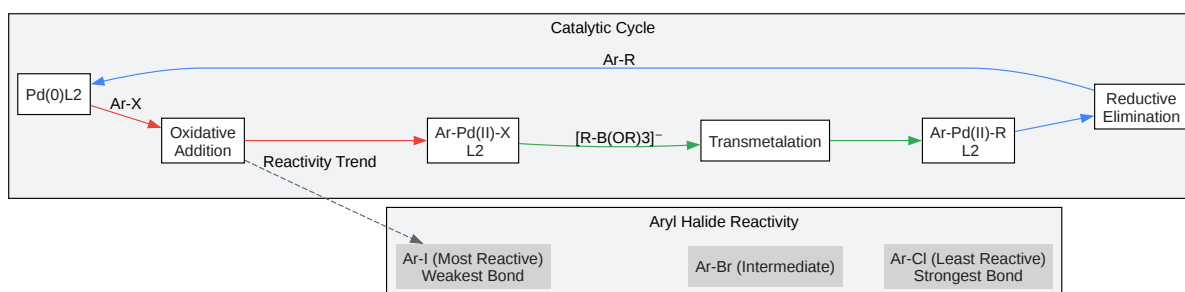 Catalytic Cycle
Ar-R
Pd(0)L2
Ar-X
Reductive
Elimination
Oxidative
Addition
Ar-Pd(II)-X
L2
[R-B(OR)3]⁻
Transmetalation
Ar-Pd(II)-R
L2
Reactivity Trend
Aryl Halide Reactivity
Ar-I (Most Reactive)
Weakest Bond
Ar-Br (Intermediate)
Ar-Cl (Least Reactive)
Strongest Bond